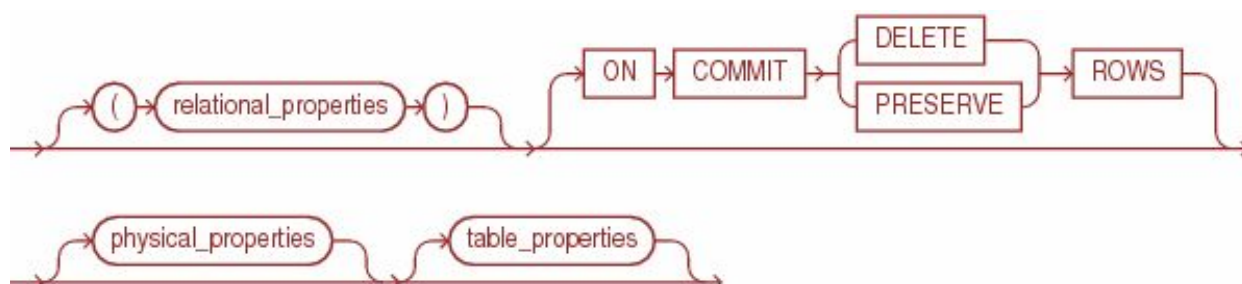 DELETE
( relational_properties ) ON COMMIT ROWS
PRESERVE
physical_properties table_properties